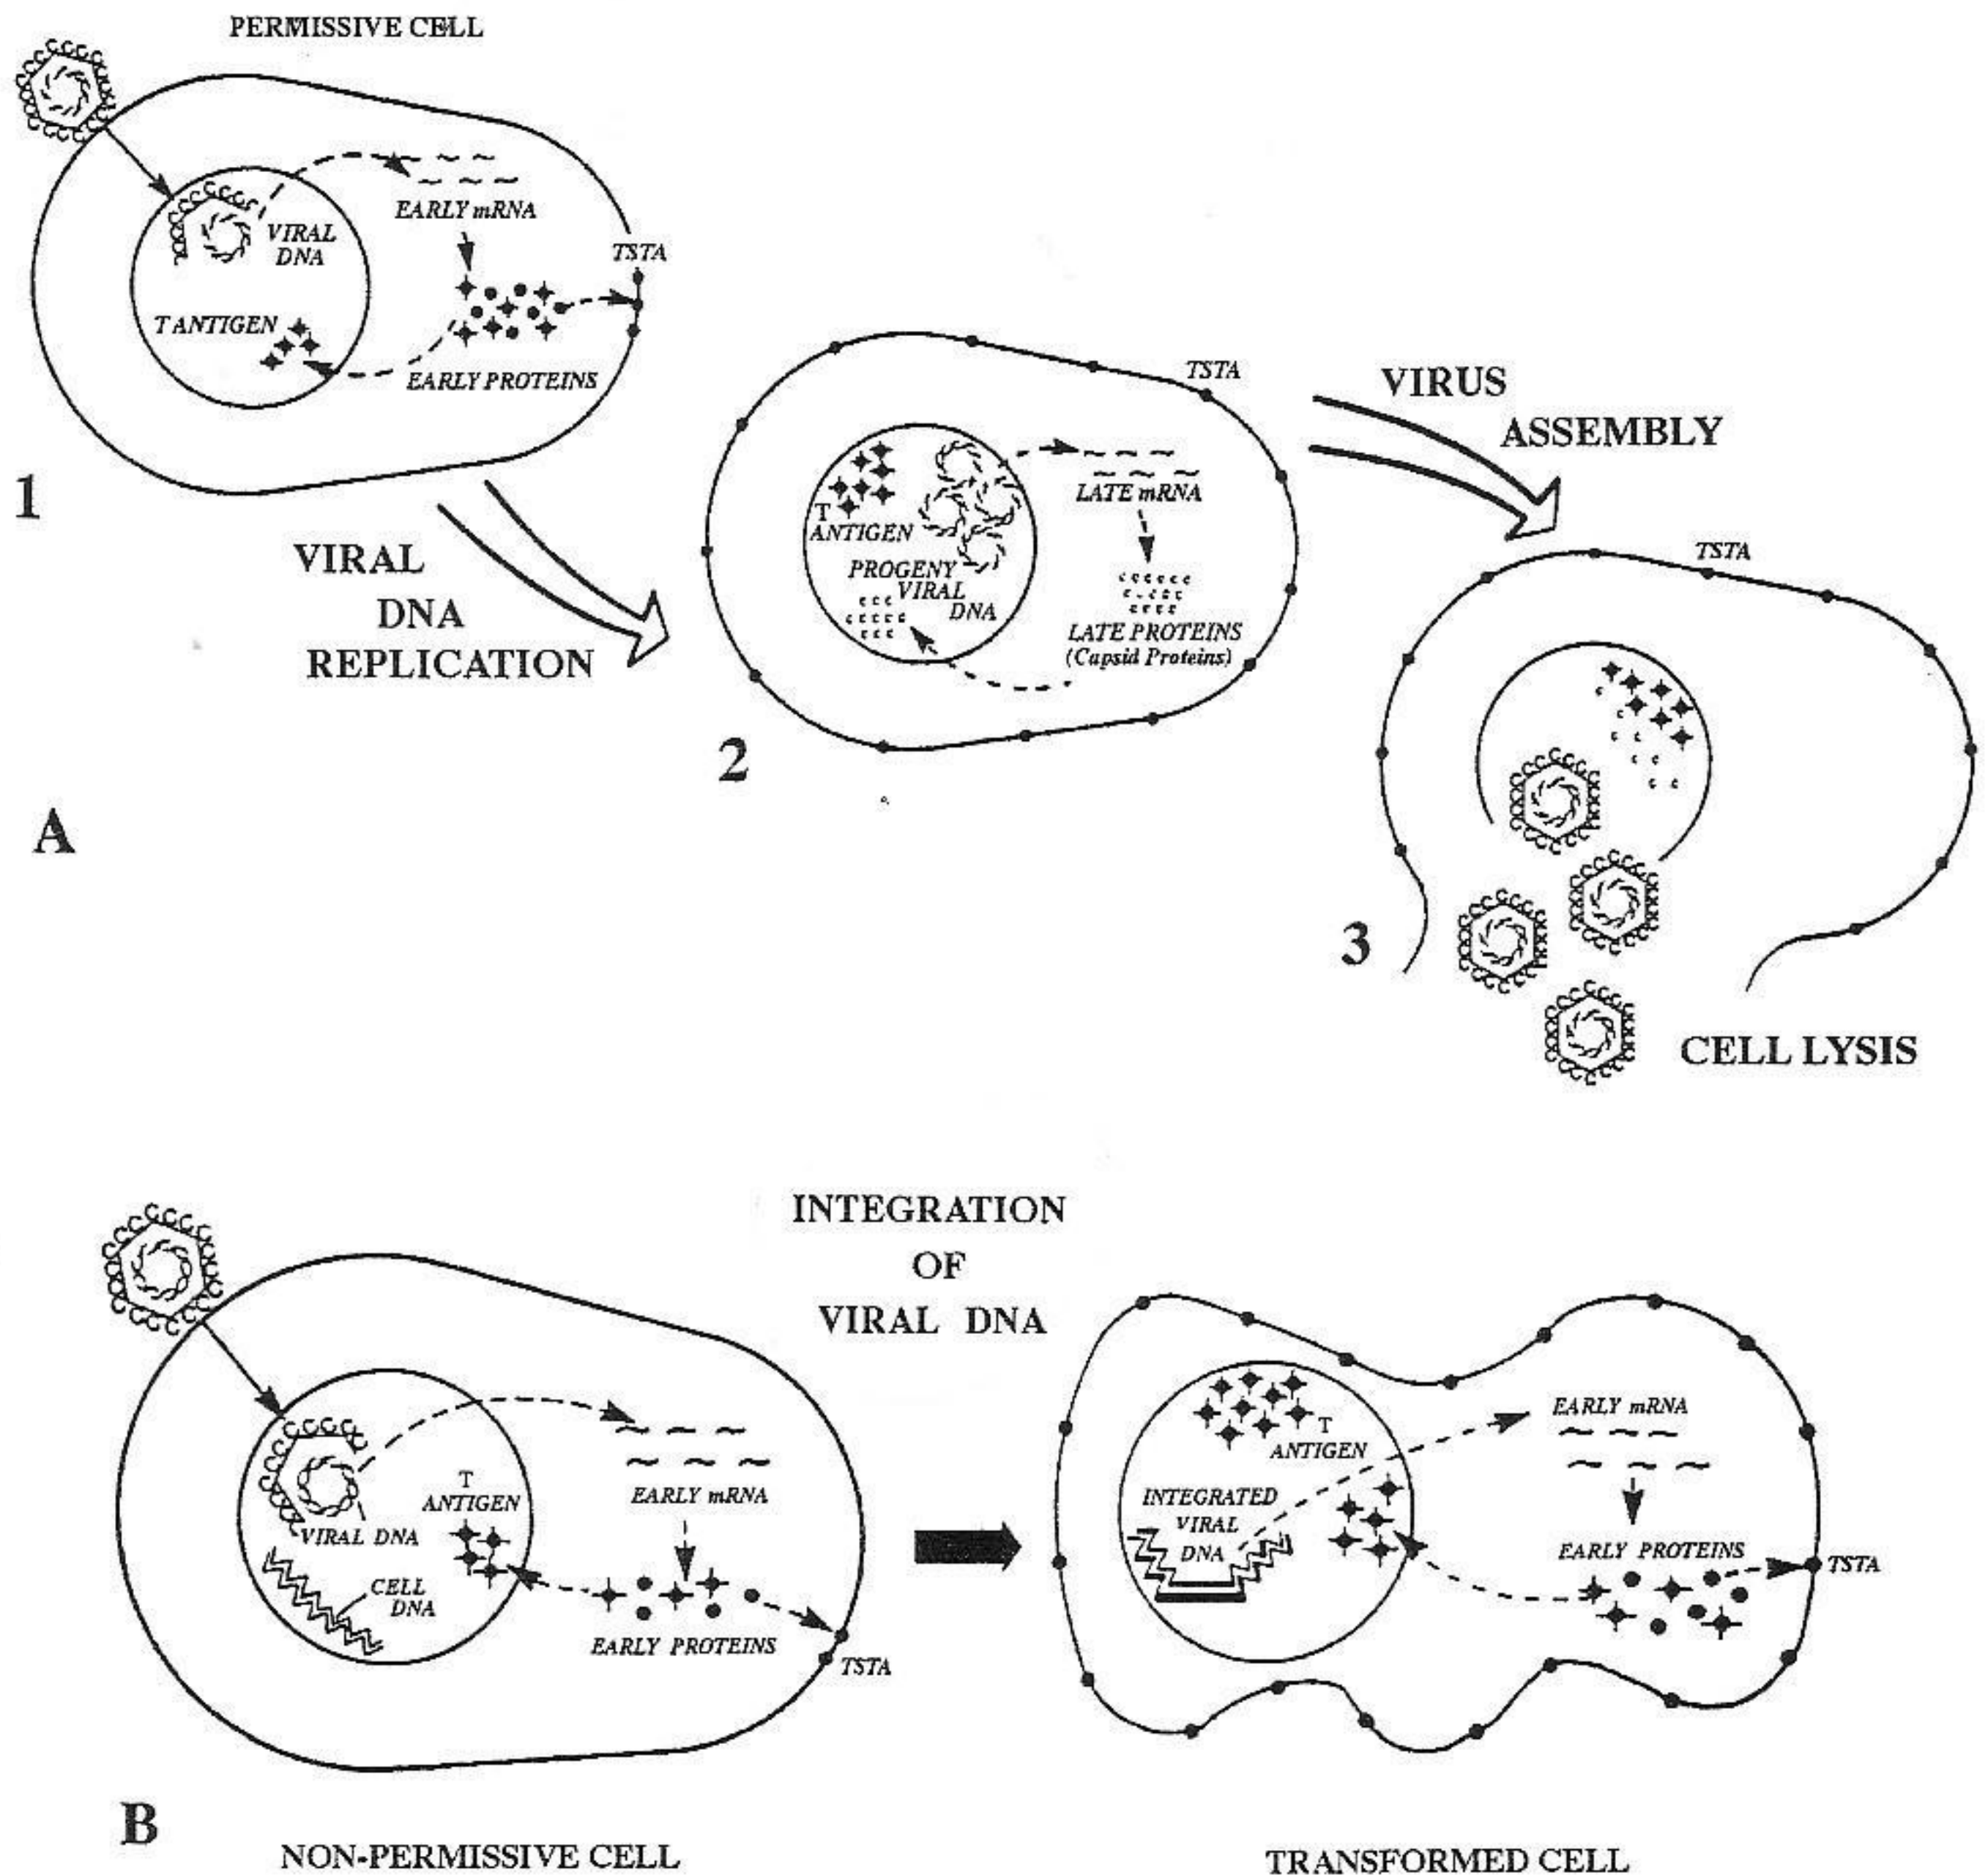 PERMISSIVE CELL
VIRAL
DNA
EARLY mRNA
TSTA
T ANTIGEN
EARLY PROTEINS
1
VIRAL
DNA
REPLICATION
TSTA
T
ANTIGEN
PROGENY
VIRAL
DNA
LATE mRNA
LATE PROTEINS
(Capsid Proteins)
2
VIRUS
ASSEMBLY
TSTA
3
CELL LYSIS
A
INTEGRATION
OF
VIRAL DNA
VIRAL DNA
CELL
DNA
T
ANTIGEN
EARLY mRNA
EARLY PROTEINS
TSTA
T
ANTIGEN
INTEGRATED
VIRAL
DNA
EARLY mRNA
EARLY PROTEINS
TSTA
B
NON-PERMISSIVE CELL
TRANSFORMED CELL